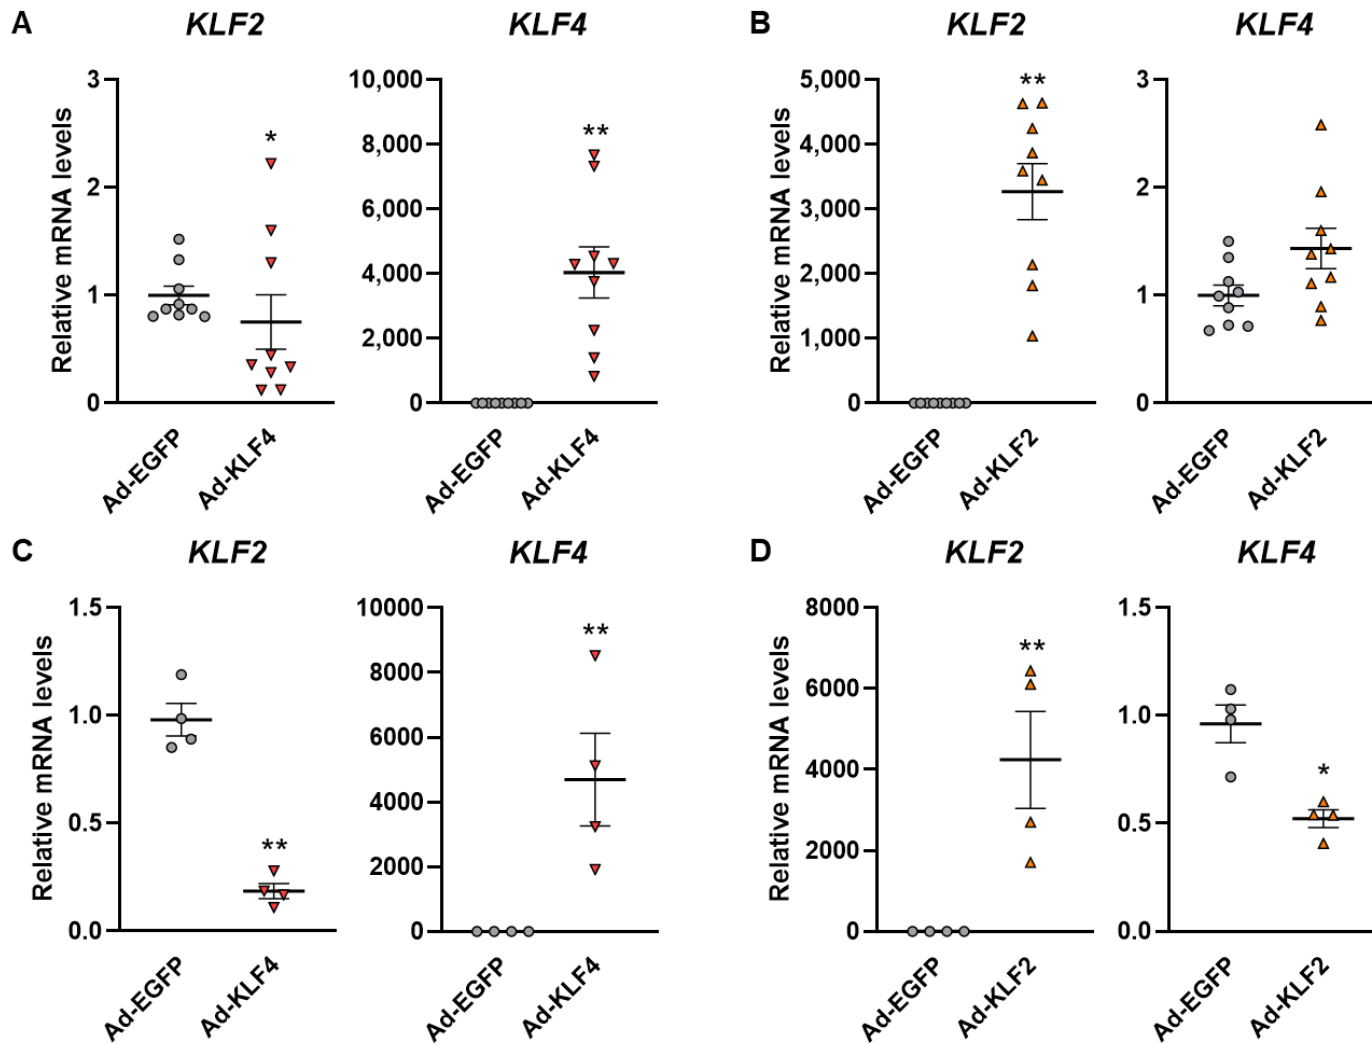 A
KLF2
KLF4
Relative mRNA levels
3
2
1
0
*
Ad-EGFP
Ad-KLF4
10,000
8,000
6,000
4,000
2,000
0
**
Ad-EGFP
Ad-KLF4
B
KLF2
KLF4
Relative mRNA levels
5,000
4,000
3,000
2,000
1,000
0
**
Ad-EGFP
Ad-KLF2
3
2
1
0
Ad-EGFP
Ad-KLF2
C
KLF2
KLF4
Relative mRNA levels
1.5
1.0
0.5
0.0
**
Ad-EGFP
Ad-KLF4
10000
8000
6000
4000
2000
0
**
Ad-EGFP
Ad-KLF4
D
KLF2
KLF4
Relative mRNA levels
8000
6000
4000
2000
0
**
Ad-EGFP
Ad-KLF2
1.5
1.0
0.5
0.0
*
Ad-EGFP
Ad-KLF2